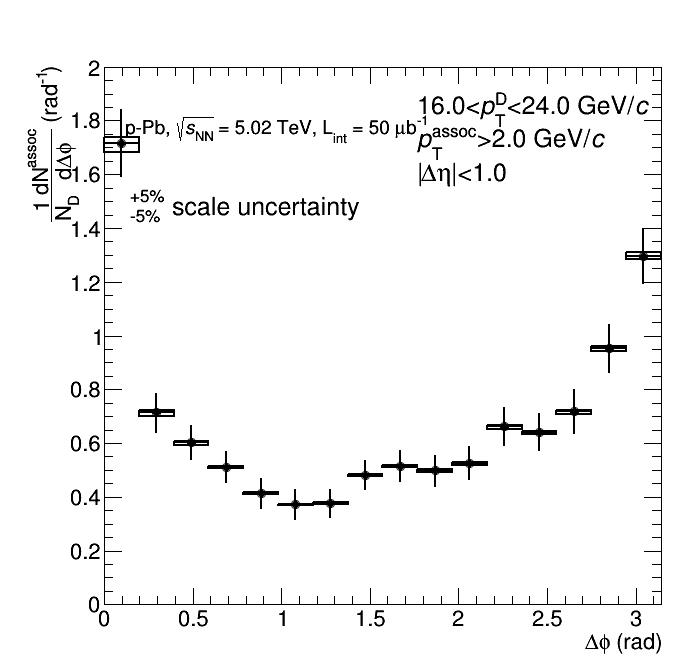 1 dN^assoc
N_D dΔφ (rad⁻¹)
2
1.8
1.4
1.2
1
0.8
0.6
0.4
0.2
0
p-Pb, √s_NN = 5.02 TeV, L_int = 50 μb⁻¹
16.0<p_T^D<24.0 GeV/c
p_T^assoc>2.0 GeV/c
|Δη|<1.0
+5%
-5% scale uncertainty
0 0.5 1 1.5 2 2.5 3
Δφ (rad)